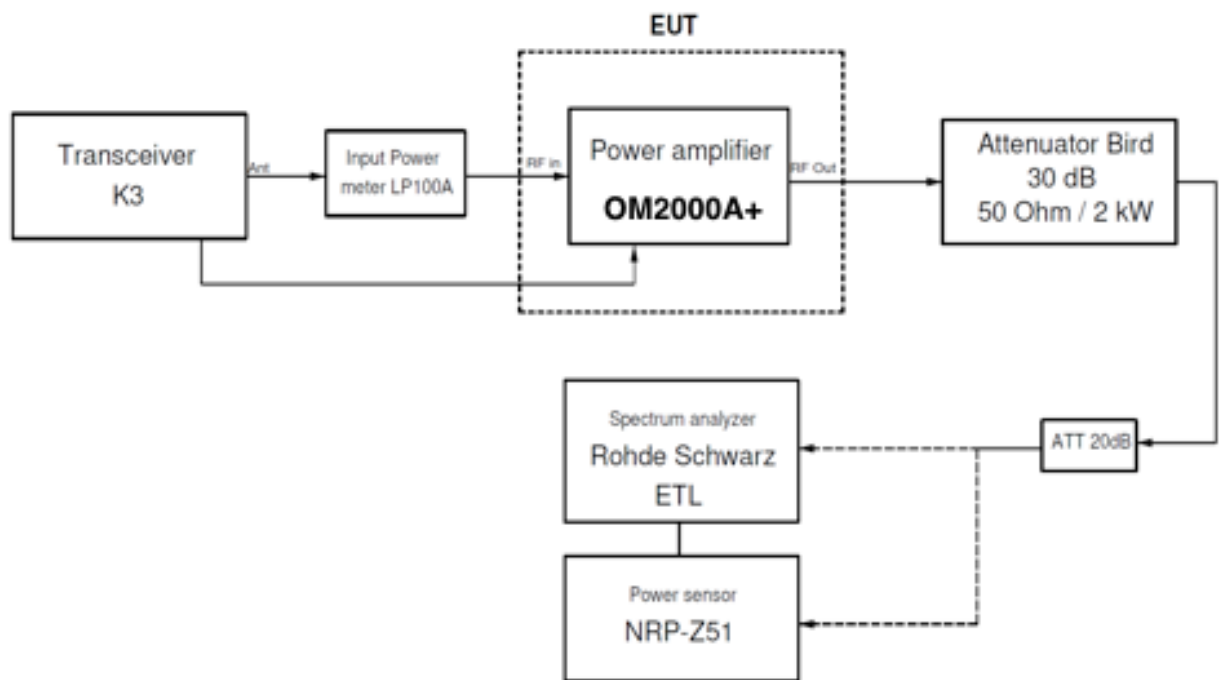 EUT
Transceiver
K3
Ant
Input Power
meter LP100A
RF in
Power amplifier
OM2000A+
RF Out
Attenuator Bird
30 dB
50 Ohm / 2 kW
ATT 20dB
Spectrum analyzer
Rohde Schwarz
ETL
Power sensor
NRP-Z51